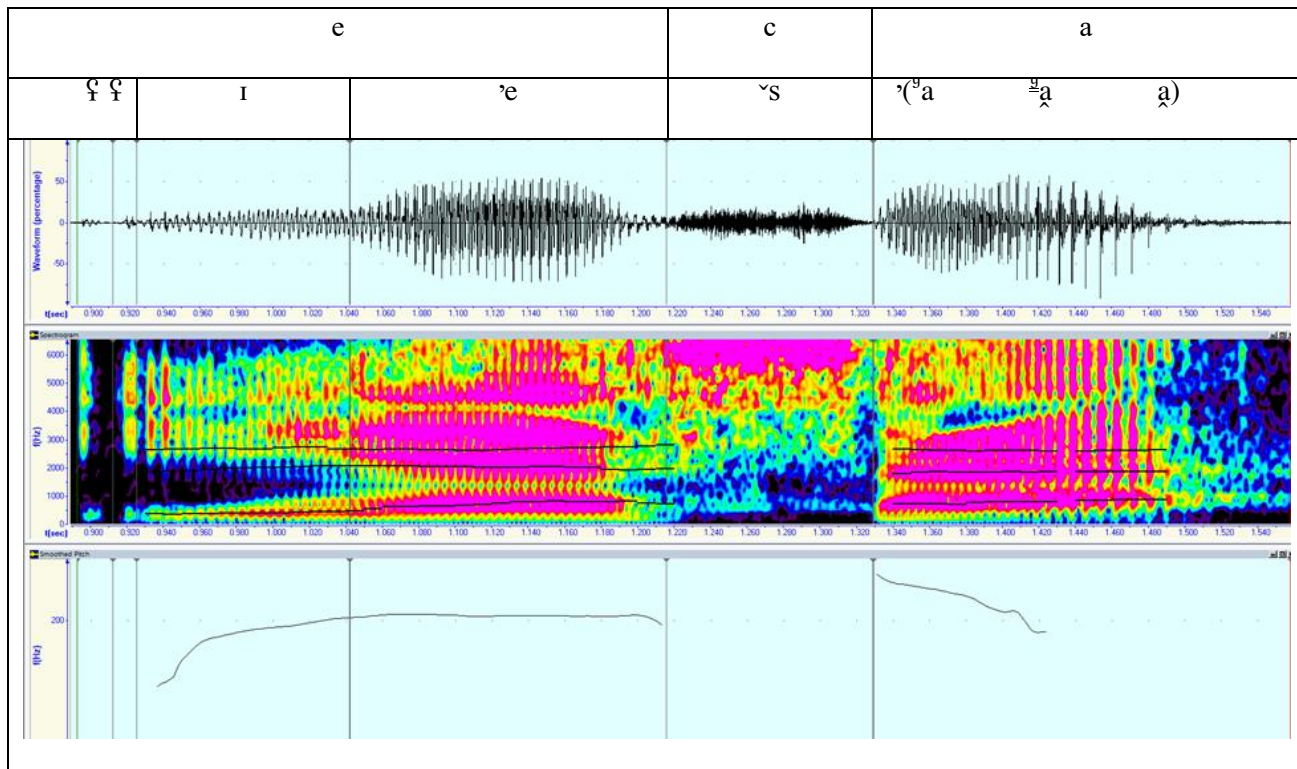 e c a
ʢ̵ ʢ̵ ɪ ˒e ˇs ˒(⁹a ⁹̳a̭ a̭)
50
0
-50
Waveform (percentage)
t[sec] 0.900 0.920 0.940 0.960 0.980 1.000 1.020 1.040 1.060 1.080 1.100 1.120 1.140 1.160 1.180 1.200 1.220 1.240 1.260 1.280 1.300 1.320 1.340 1.360 1.380 1.400 1.420 1.440 1.460 1.480 1.500 1.520 1.540
Spectrogram
6000
5000
4000
3000
2000
1000
0
f(Hz)
t[sec] 0.900 0.920 0.940 0.960 0.980 1.000 1.020 1.040 1.060 1.080 1.100 1.120 1.140 1.160 1.180 1.200 1.220 1.240 1.260 1.280 1.300 1.320 1.340 1.360 1.380 1.400 1.420 1.440 1.460 1.480 1.500 1.520 1.540
Smoothed Pitch
200
f(Hz)